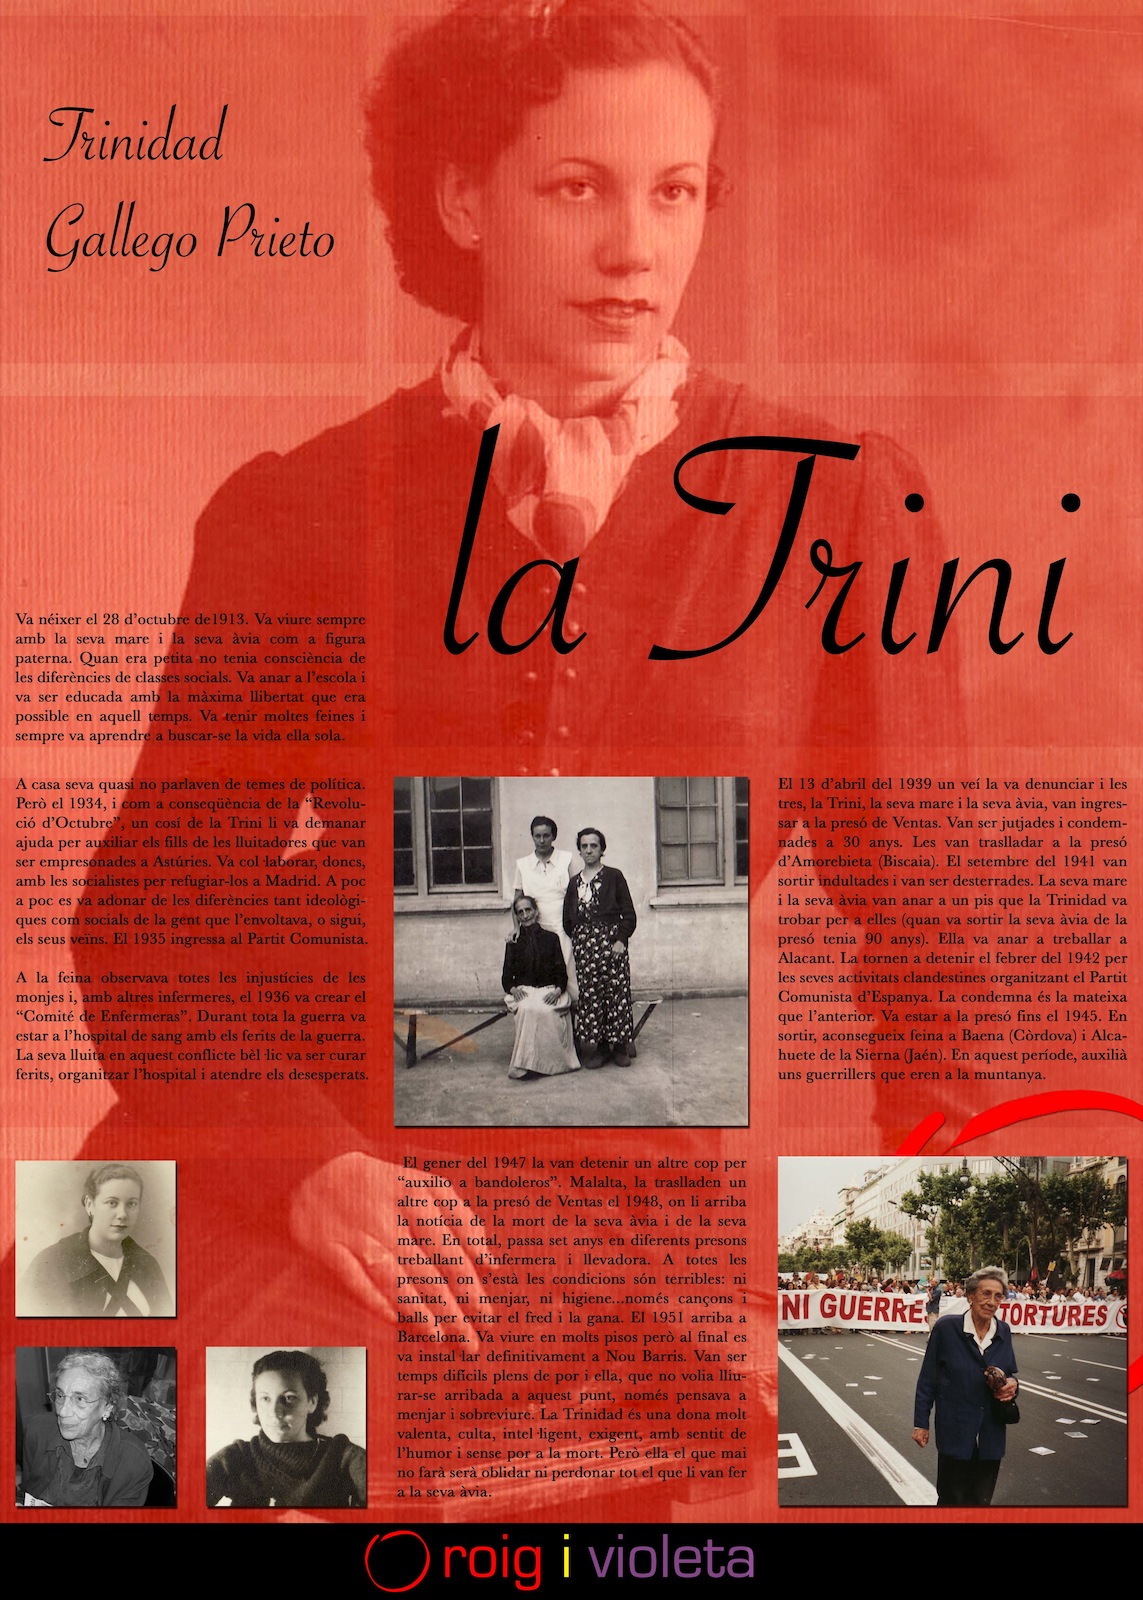 Trinidad
Gallego Prieto
la Trini
Va néixer el 28 d’octubre de1913. Va viure sempre
amb la seva mare i la seva àvia com a figura
paterna. Quan era petita no tenia consciència de
les diferències de classes socials. Va anar a l’escola i
va ser educada amb la màxima llibertat que era
possible en aquell temps. Va tenir moltes feines i
sempre va aprendre a buscar-se la vida ella sola.
A casa seva quasi no parlaven de temes de política.
Però el 1934, i com a conseqüència de la “Revolu-
ció d’Octubre”, un cosí de la Trini li va demanar
ajuda per auxiliar els fills de les lluitadores que van
ser empresonades a Astúries. Va col·laborar, doncs,
amb les socialistes per refugiar-los a Madrid. A poc
a poc es va adonar de les diferències tant ideològi-
ques com socials de la gent que l’envoltava, o sigui,
els seus veïns. El 1935 ingressa al Partit Comunista.
A la feina observava totes les injustícies de les
monjes i, amb altres infermeres, el 1936 va crear el
“Comité de Enfermeras”. Durant tota la guerra va
estar a l’hospital de sang amb els ferits de la guerra.
La seva lluita en aquest conflicte bèl·lic va ser curar
ferits, organitzar l’hospital i atendre els desesperats.
El gener del 1947 la van detenir un altre cop per
“auxilio a bandoleros”. Malalta, la traslladen un
altre cop a la presó de Ventas el 1948, on li arriba
la notícia de la mort de la seva àvia i de la seva
mare. En total, passa set anys en diferents presons
treballant d’infermera i llevadora. A totes les
presons on s’està les condicions són terribles: ni
sanitat, ni menjar, ni higiene...només cançons i
balls per evitar el fred i la gana. El 1951 arriba a
Barcelona. Va viure en molts pisos però al final es
va instal·lar definitivament a Nou Barris. Van ser
temps difícils plens de por i ella, que no volia lliu-
rar-se arribada a aquest punt, només pensava a
menjar i sobreviure. La Trinidad és una dona molt
valenta, culta, intel·ligent, exigent, amb sentit de
l’humor i sense por a la mort. Però ella el que mai
no farà serà oblidar ni perdonar tot el que li van fer
a la seva àvia.
El 13 d’abril del 1939 un veí la va denunciar i les
tres, la Trini, la seva mare i la seva àvia, van ingres-
sar a la presó de Ventas. Van ser jutjades i condem-
nades a 30 anys. Les van traslladar a la presó
d’Amorebieta (Biscaia). El setembre del 1941 van
sortir indultades i van ser desterrades. La seva mare
i la seva àvia van anar a un pis que la Trinidad va
trobar per a elles (quan va sortir la seva àvia de la
presó tenia 90 anys). Ella va anar a treballar a
Alacant. La tornen a detenir el febrer del 1942 per
les seves activitats clandestines organitzant el Partit
Comunista d’Espanya. La condemna és la mateixa
que l’anterior. Va estar a la presó fins el 1945. En
sortir, aconsegueix feina a Baena (Còrdova) i Alca-
huete de la Sierna (Jaén). En aquest període, auxilià
uns guerrillers que eren a la muntanya.
NI GUERRE
TORTURES
roig i violeta